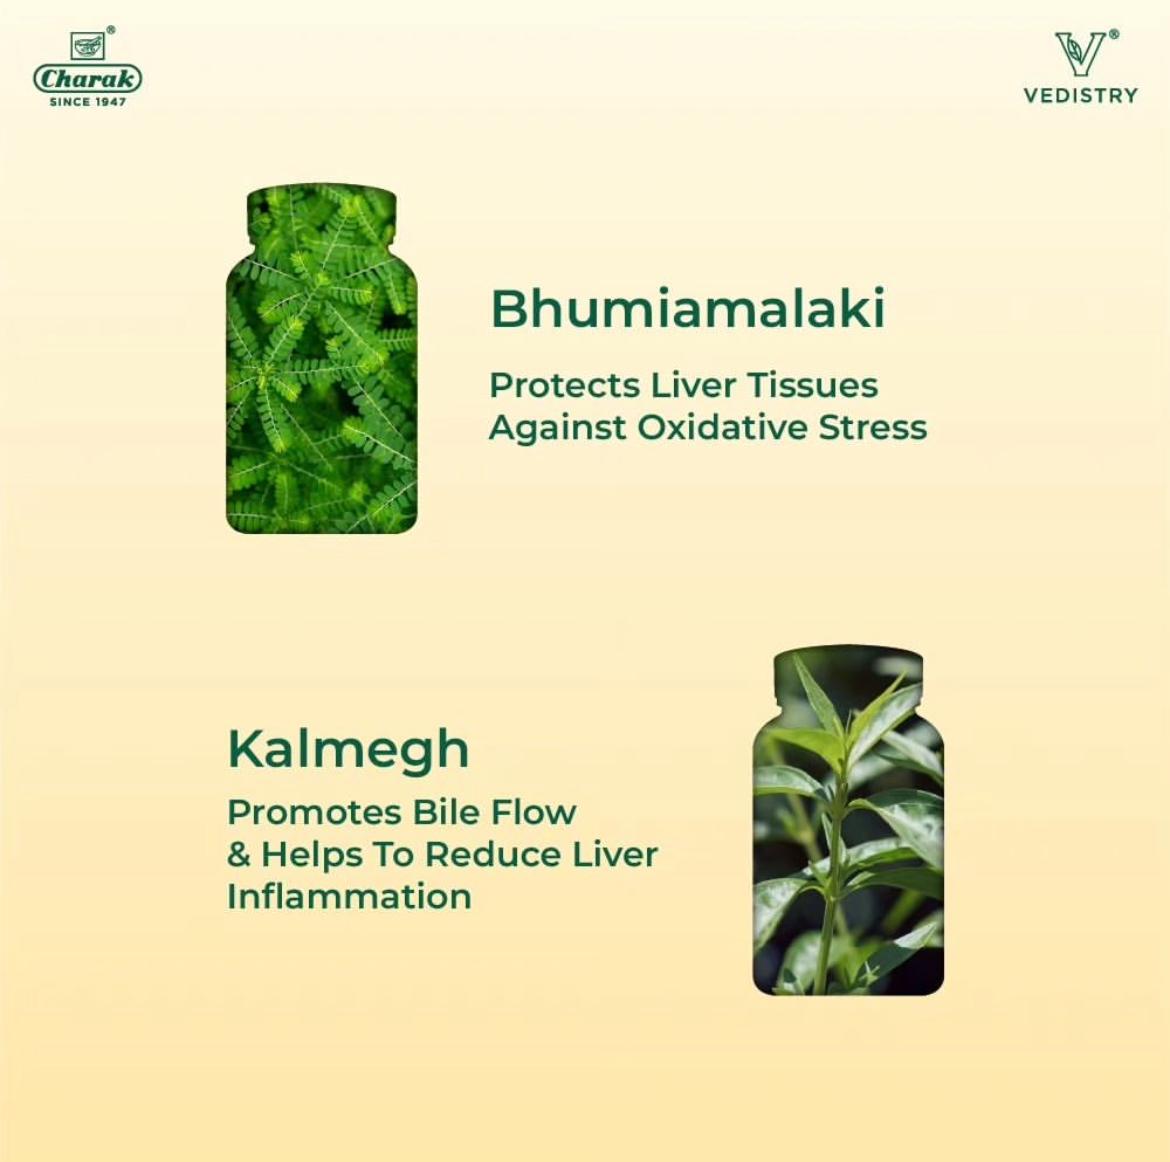 Charak®
SINCE 1947
V®
VEDISTRY
Bhumiamalaki
Protects Liver Tissues
Against Oxidative Stress
Kalmegh
Promotes Bile Flow
& Helps To Reduce Liver
Inflammation